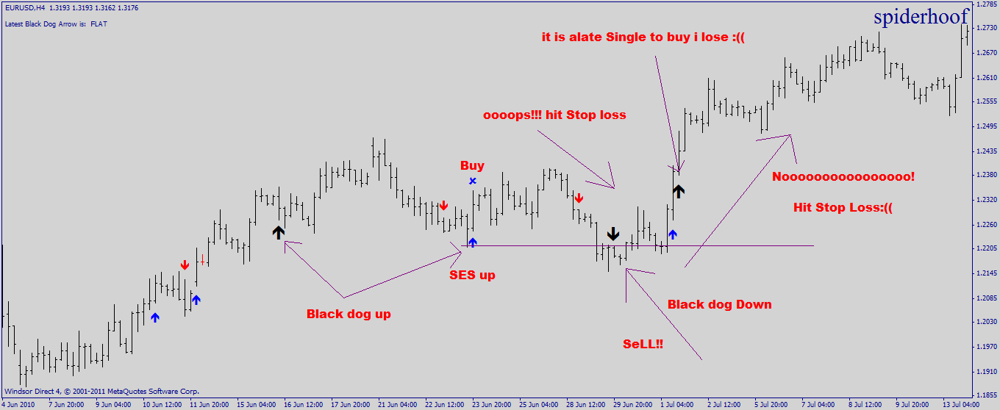 EURUSD,H4 1.3193 1.3193 1.3162 1.3176
Latest Black Dog Arrow is: FLAT
spiderhoof
it is alate Single to buy i lose :((
oooops!!! hit Stop loss
Buy
Nooooooooooooooooo!
Hit Stop Loss:((
SES up
Black dog up
Black dog Down
SeLL!!
1.2785
1.2730
1.2670
1.2610
1.2550
1.2495
1.2435
1.2380
1.2320
1.2260
1.2205
1.2145
1.2085
1.2030
1.1970
1.1910
1.1855
Windsor Direct 4, © 2001-2011 MetaQuotes Software Corp.
4 Jun 2010 7 Jun 20:00 9 Jun 04:00 10 Jun 12:00 11 Jun 20:00 15 Jun 04:00 16 Jun 12:00 17 Jun 20:00 21 Jun 04:00 22 Jun 12:00 23 Jun 20:00 25 Jun 04:00 28 Jun 12:00 29 Jun 20:00 1 Jul 04:00 2 Jul 12:00 5 Jul 20:00 7 Jul 04:00 8 Jul 12:00 9 Jul 20:00 13 Jul 04:00